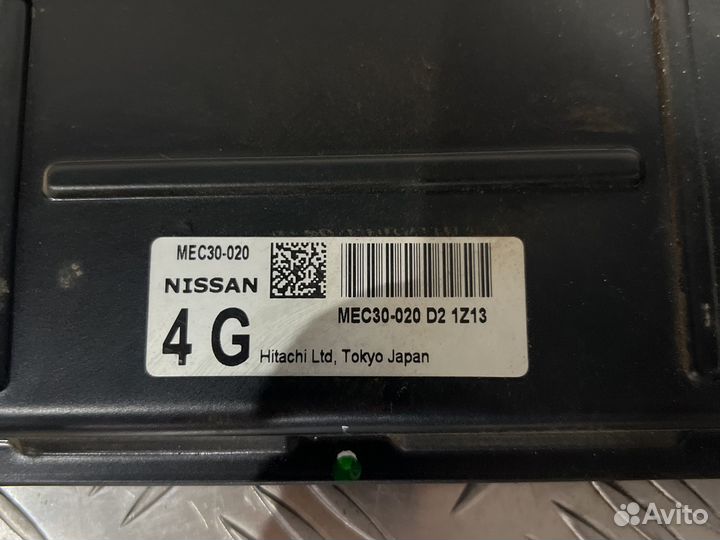 MEC30-020
NISSAN
MEC30-020 D2 1Z13
4 G
Hitachi Ltd, Tokyo Japan
Avito